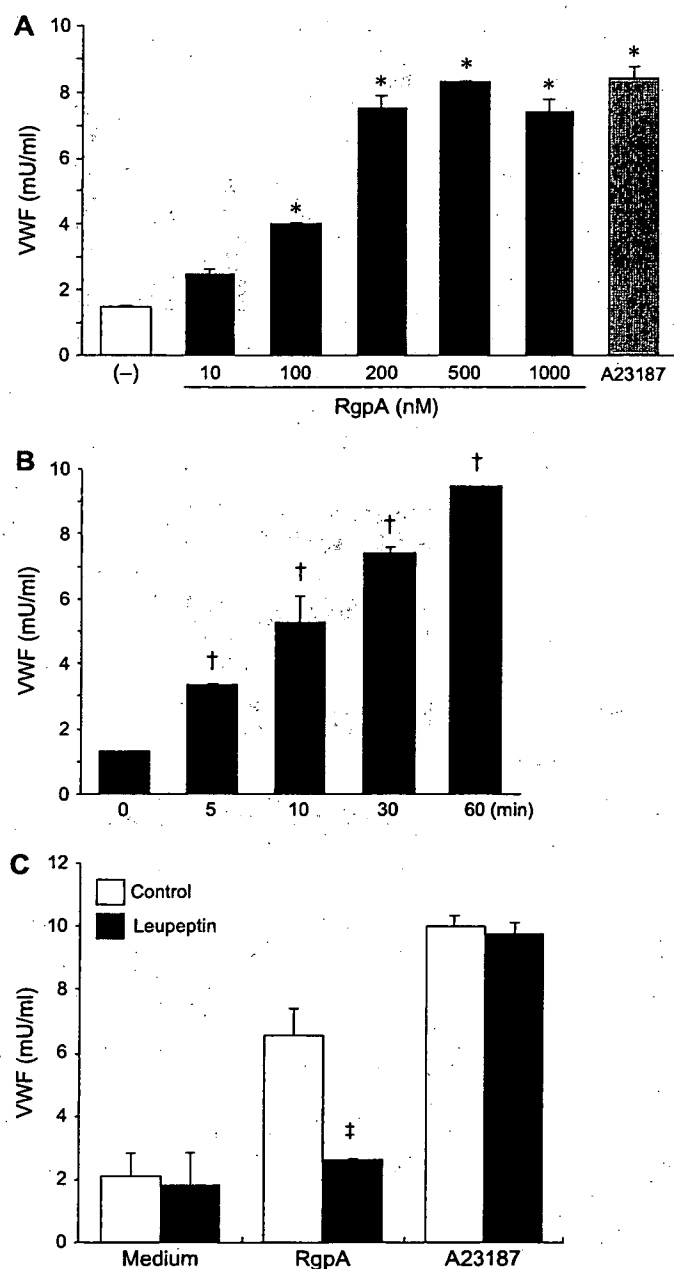 A
10
8
6
4
2
0
VWF (mU/ml)
*
*
*
*
*
(–)
10
100
200
500
1000
A23187
RgpA (nM)
B
10
8
6
4
2
0
VWF (mU/ml)
†
†
†
†
0
5
10
30
60 (min)
C
12
10
8
6
4
2
0
VWF (mU/ml)
Control
Leupeptin
‡
Medium
RgpA
A23187